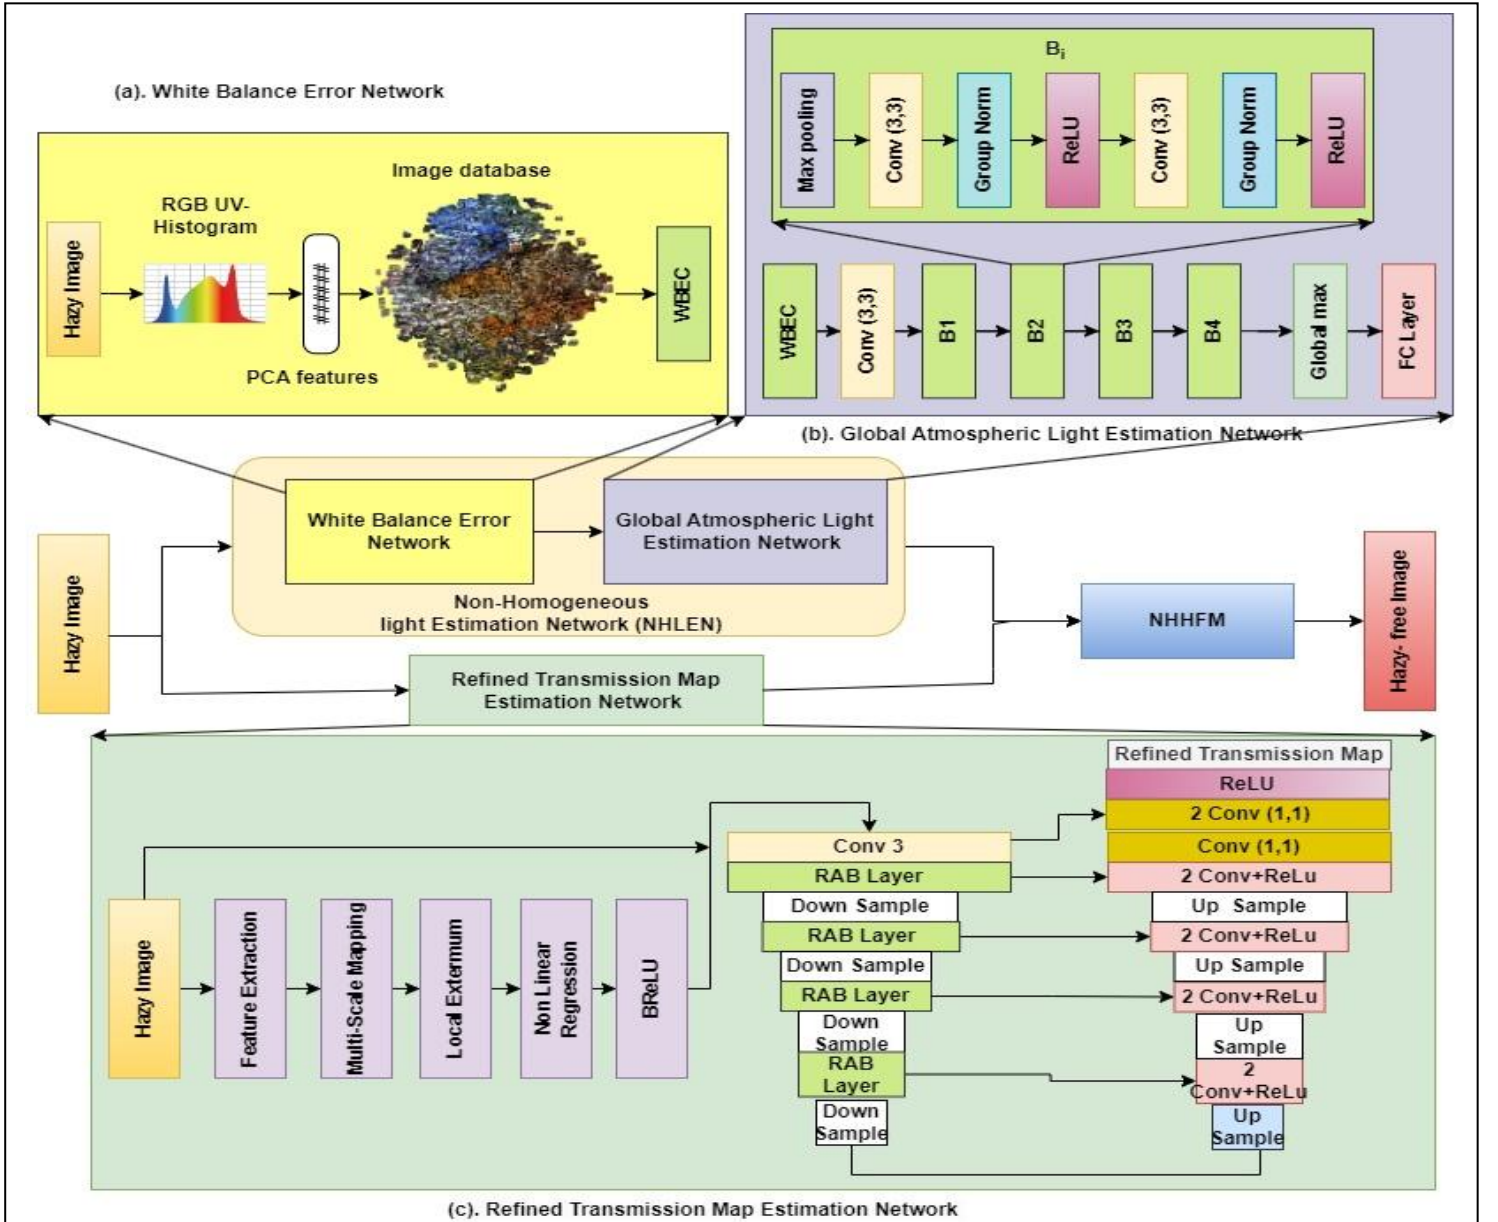 (a). White Balance Error Network
Hazy Image
RGB UV-
Histogram
####
PCA features
Image database
WBEC
B_i
Max pooling
Conv (3,3)
Group Norm
ReLU
Conv (3,3)
Group Norm
ReLU
WBEC
Conv (3,3)
B1
B2
B3
B4
Global max
FC Layer
(b). Global Atmospheric Light Estimation Network
Hazy Image
White Balance Error
Network
Global Atmospheric Light
Estimation Network
Non-Homogeneous
light Estimation Network (NHLEN)
Refined Transmission Map
Estimation Network
NHHFM
Hazy- free Image
Hazy Image
Feature Extraction
Multi-Scale Mapping
Local Extermum
Non Linear
Regression
BReLU
Conv 3
RAB Layer
Down Sample
RAB Layer
Down Sample
RAB Layer
Down
Sample
RAB
Layer
Down
Sample
Refined Transmission Map
ReLU
2 Conv (1,1)
Conv (1,1)
2 Conv+ReLu
Up Sample
2 Conv+ReLu
Up Sample
2 Conv+ReLu
Up
Sample
2
Conv+ReLu
Up
Sample
(c). Refined Transmission Map Estimation Network